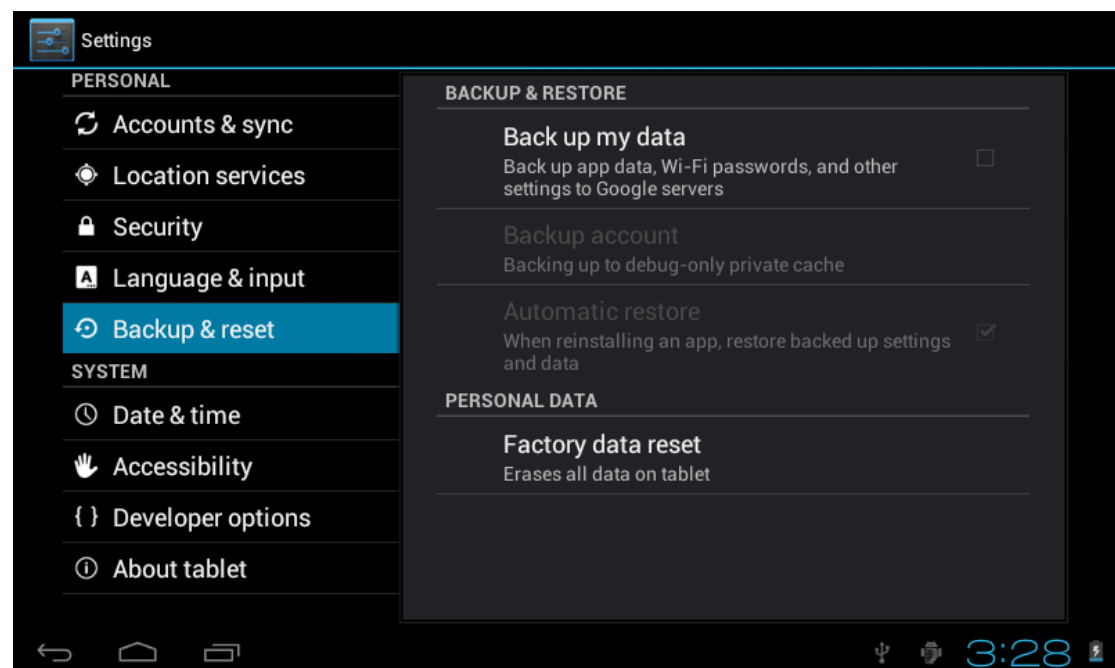 Settings
PERSONAL
Accounts & sync
Location services
Security
Language & input
Backup & reset
SYSTEM
Date & time
Accessibility
{ } Developer options
About tablet
BACKUP & RESTORE
Back up my data
Back up app data, Wi-Fi passwords, and other
settings to Google servers
Backup account
Backing up to debug-only private cache
Automatic restore
When reinstalling an app, restore backed up settings
and data
PERSONAL DATA
Factory data reset
Erases all data on tablet
3:28